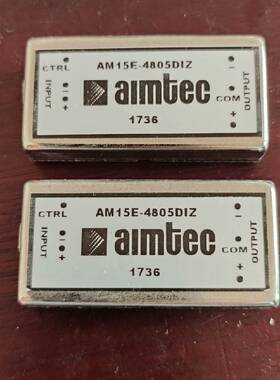 AM15E-4805DIZ
CTRL
INPUT
- +
aimtec
1736
-
COM
+
OUTPUT
AM15E-4805DIZ
CTRL
INPUT
- +
aimtec
1736
-
COM
+
OUTPUT